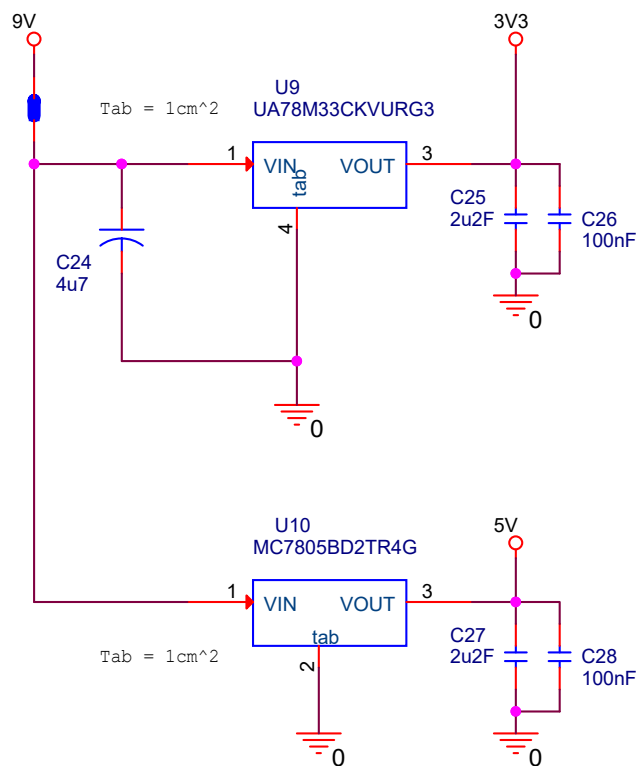 9V
3V3
U9
Tab = 1cm^2
UA78M33CKVURG3
1
VIN
VOUT
3
tab
4
C25
2u2F
C26
100nF
C24
4u7
0
0
U10
MC7805BD2TR4G
5V
1
VIN
VOUT
3
tab
2
Tab = 1cm^2
C27
2u2F
C28
100nF
0
0